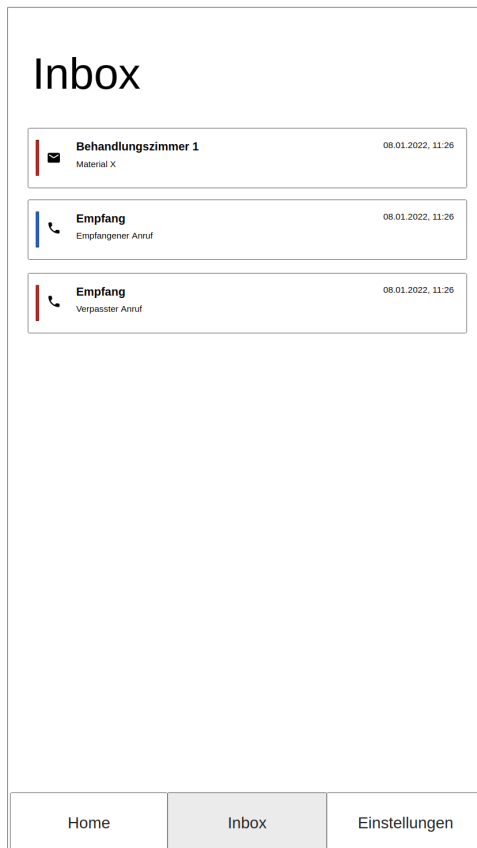 Inbox
Behandlungszimmer 1
08.01.2022, 11:26
Material X
Empfang
08.01.2022, 11:26
Empfangener Anruf
Empfang
08.01.2022, 11:26
Verpasster Anruf
Home
Inbox
Einstellungen